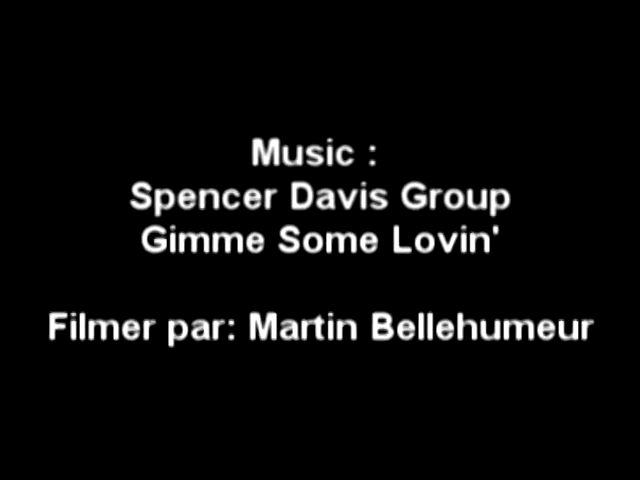 Music :
Spencer Davis Group
Gimme Some Lovin'
Filmer par: Martin Bellehumeur